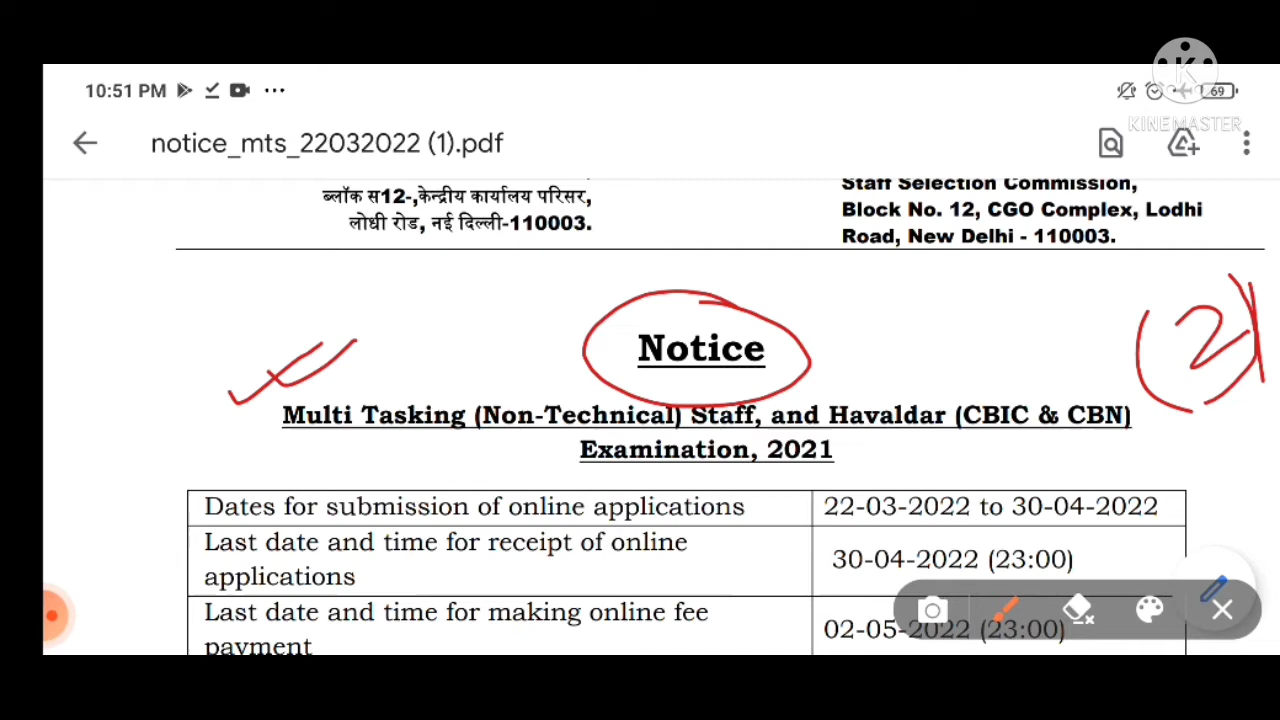 10:51 PM
69
KINEMASTER
notice_mts_22032022 (1).pdf
ब्लॉक स12-,केन्द्रीय कार्यालय परिसर,
लोधी रोड, नई दिल्ली-110003.
Staff Selection Commission,
Block No. 12, CGO Complex, Lodhi
Road, New Delhi - 110003.
Notice
(2)
Multi Tasking (Non-Technical) Staff, and Havaldar (CBIC & CBN)
Examination, 2021
Dates for submission of online applications 22-03-2022 to 30-04-2022
Last date and time for receipt of online
applications 30-04-2022 (23:00)
Last date and time for making online fee
payment 02-05-2022 (23:00)